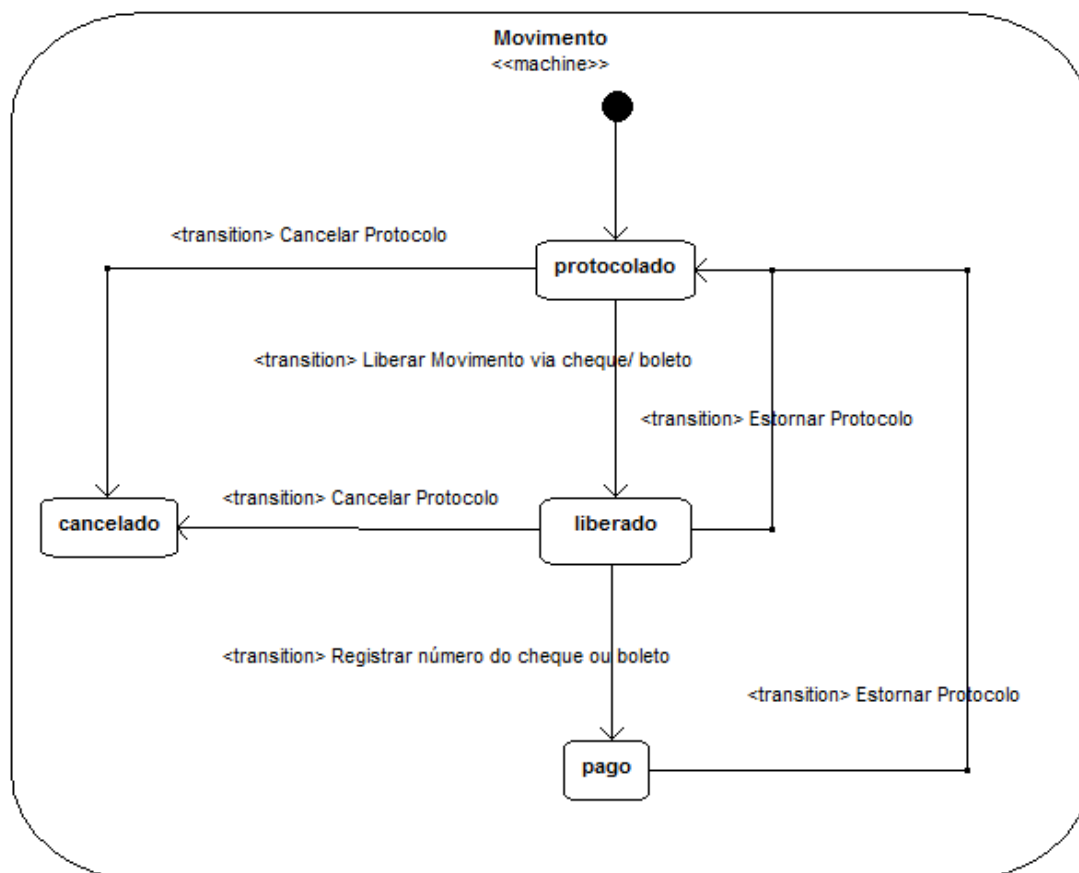 Movimento
<<machine>>
<transition> Cancelar Protocolo
protocolado
<transition> Liberar Movimento via cheque/ boleto
<transition> Estornar Protocolo
<transition> Cancelar Protocolo
cancelado
liberado
<transition> Registrar número do cheque ou boleto
<transition> Estornar Protocolo
pago